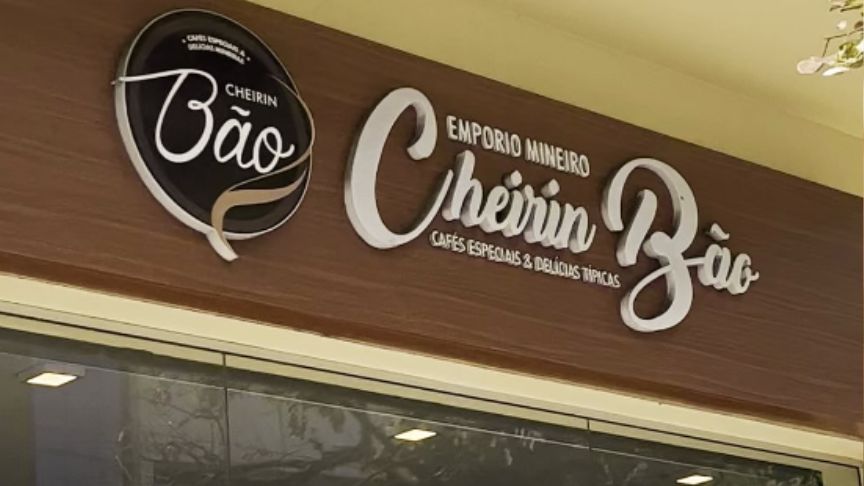 CAFÉS ESPECIAIS &
DELÍCIAS MINEIRAS
CHEIRIN
Bão
EMPORIO MINEIRO
Cheirin Bão
CAFÉS ESPECIAIS & DELÍCIAS TÍPICAS